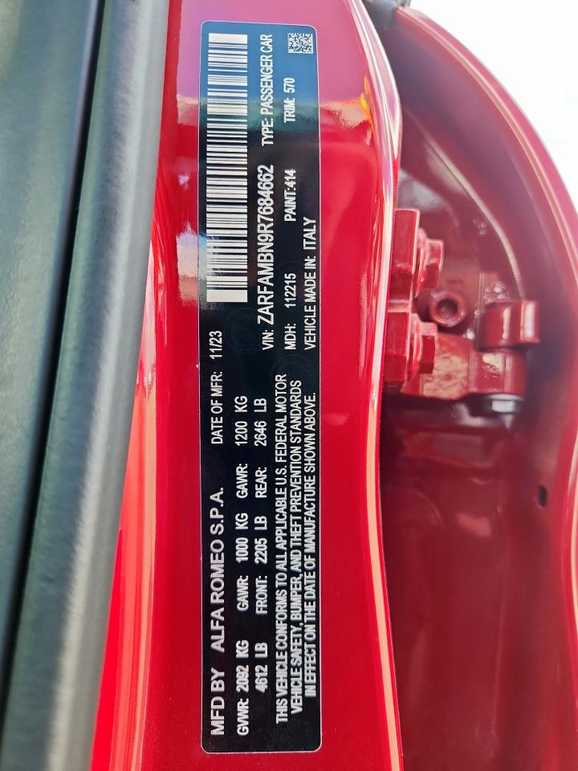 MFD BY ALFA ROMEO S.P.A. DATE OF MFR: 11/23
GVWR: 2092 KG GAWR: 1000 KG GAWR: 1200 KG
4612 LB FRONT: 2205 LB REAR: 2646 LB
THIS VEHICLE CONFORMS TO ALL APPLICABLE U.S. FEDERAL MOTOR
VEHICLE SAFETY, BUMPER, AND THEFT PREVENTION STANDARDS
IN EFFECT ON THE DATE OF MANUFACTURE SHOWN ABOVE.
VIN: ZARFAMBN9R7684662 TYPE: PASSENGER CAR
MDH: 112215 PAINT:414 TRIM: 570
VEHICLE MADE IN: ITALY